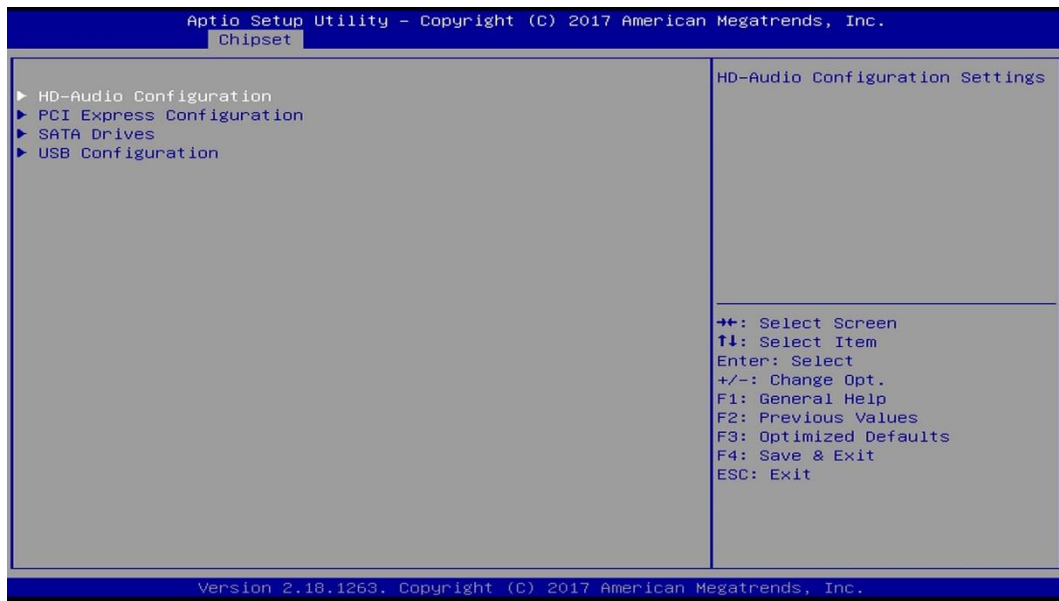 Aptio Setup Utility – Copyright (C) 2017 American Megatrends, Inc.
Chipset
▶ HD-Audio Configuration
▶ PCI Express Configuration
▶ SATA Drives
▶ USB Configuration
HD-Audio Configuration Settings
→←: Select Screen
↑↓: Select Item
Enter: Select
+/-: Change Opt.
F1: General Help
F2: Previous Values
F3: Optimized Defaults
F4: Save & Exit
ESC: Exit
Version 2.18.1263. Copyright (C) 2017 American Megatrends, Inc.